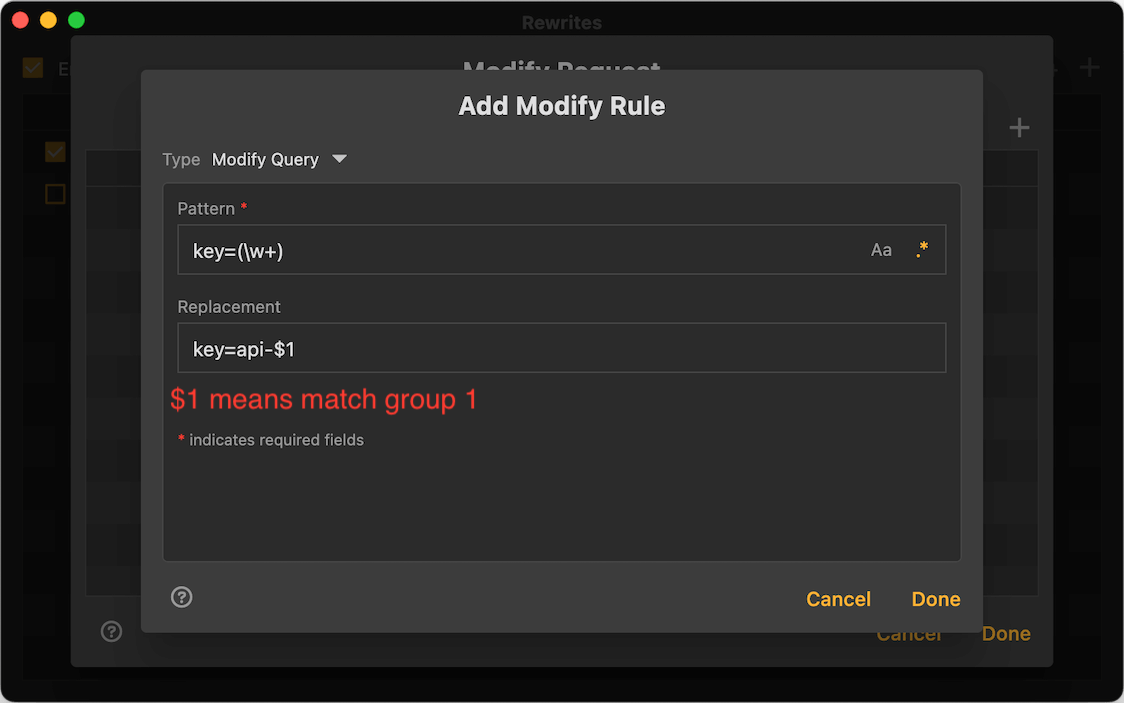 Rewrites
Modify Request
Add Modify Rule
Type Modify Query
Pattern *
key=(\w+) Aa .*
Replacement
key=api-$1
$1 means match group 1
* indicates required fields
? Cancel Done
? Cancel Done